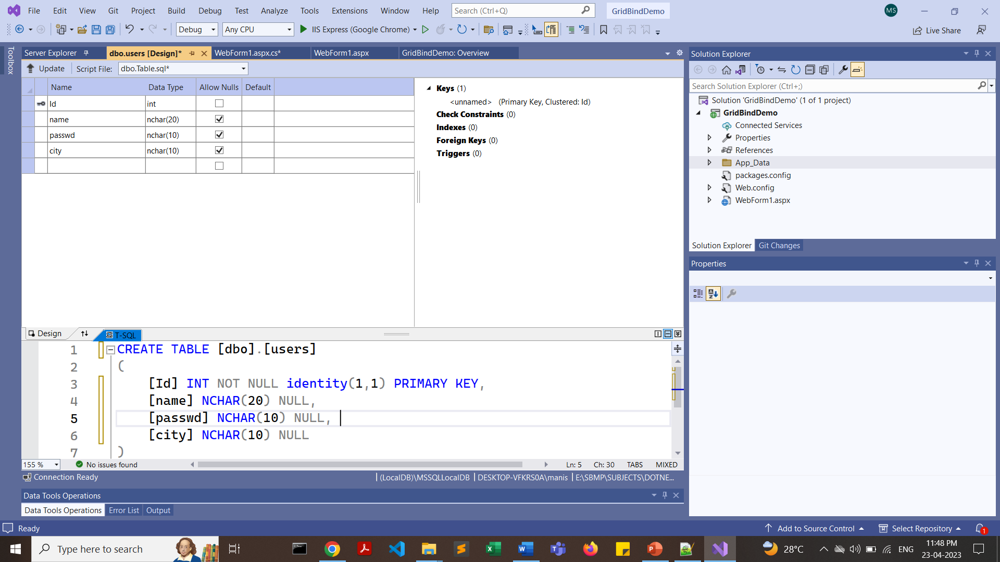 File Edit View Git Project Build Debug Test Analyze Tools Extensions Window Help Search (Ctrl+Q) GridBindDemo MS
Debug Any CPU IIS Express (Google Chrome) Live Share
Toolbox
Server Explorer dbo.users [Design]* WebForm1.aspx.cs* WebForm1.aspx GridBindDemo: Overview
Update Script File: dbo.Table.sql*
Name Data Type Allow Nulls Default
Id int
name nchar(20)
passwd nchar(10)
city nchar(10)
Keys (1)
<unnamed> (Primary Key, Clustered: Id)
Check Constraints (0)
Indexes (0)
Foreign Keys (0)
Triggers (0)
Design T-SQL
1 CREATE TABLE [dbo].[users]
2 (
3 [Id] INT NOT NULL identity(1,1) PRIMARY KEY,
4 [name] NCHAR(20) NULL,
5 [passwd] NCHAR(10) NULL,
6 [city] NCHAR(10) NULL
7 )
155 % No issues found Ln: 5 Ch: 30 TABS MIXED
Connection Ready (LocalDB)\MSSQLLocalDB DESKTOP-VFKRS0A\manis E:\SBMP\SUBJECTS\DOTNE...
Data Tools Operations
Data Tools Operations Error List Output
Solution Explorer
Search Solution Explorer (Ctrl+;)
Solution 'GridBindDemo' (1 of 1 project)
GridBindDemo
Connected Services
Properties
References
App_Data
packages.config
Web.config
WebForm1.aspx
Solution Explorer Git Changes
Properties
Ready Add to Source Control Select Repository 1
Type here to search 28°C ENG 11:48 PM
23-04-2023